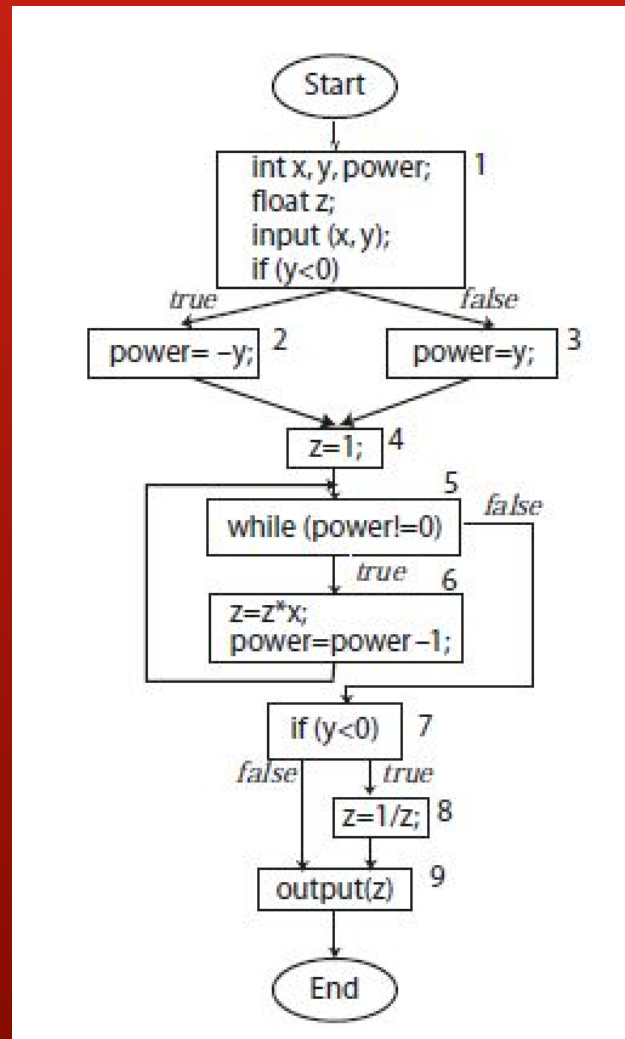 Start
int x, y, power;
float z;
input (x, y);
if (y<0)
1
true
false
power= –y;
2
power=y;
3
z=1;
4
5
while (power!=0)
false
true
6
z=z*x;
power=power–1;
if (y<0)
7
false
true
z=1/z;
8
output(z)
9
End